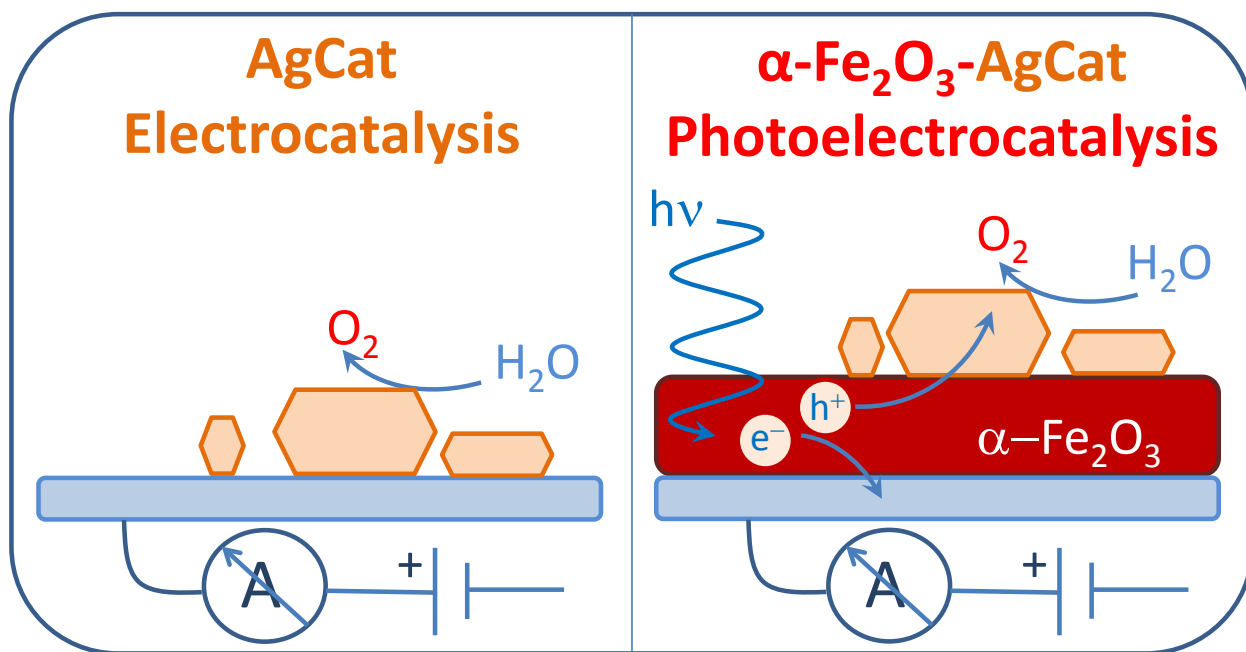 AgCat
Electrocatalysis
O₂
H₂O
+
A
α-Fe₂O₃-AgCat
Photoelectrocatalysis
hν
O₂
H₂O
h⁺
e⁻
α–Fe₂O₃
+
A